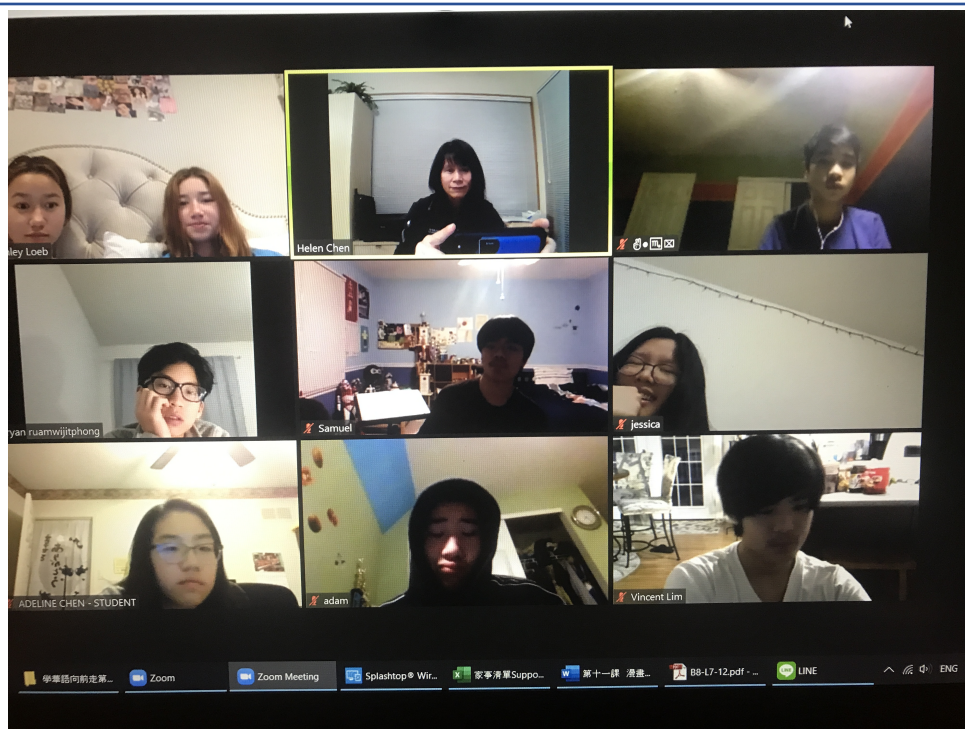 ley Loeb
Helen Chen
ryan ruamwijitphong
Samuel
jessica
ADELINE CHEN - STUDENT
adam
Vincent Lim
學華語向前走第...
Zoom
Zoom Meeting
Splashtop® Wir...
家事清單Suppo...
第十一課 漫畫...
B8-L7-12.pdf - ...
LINE
ENG